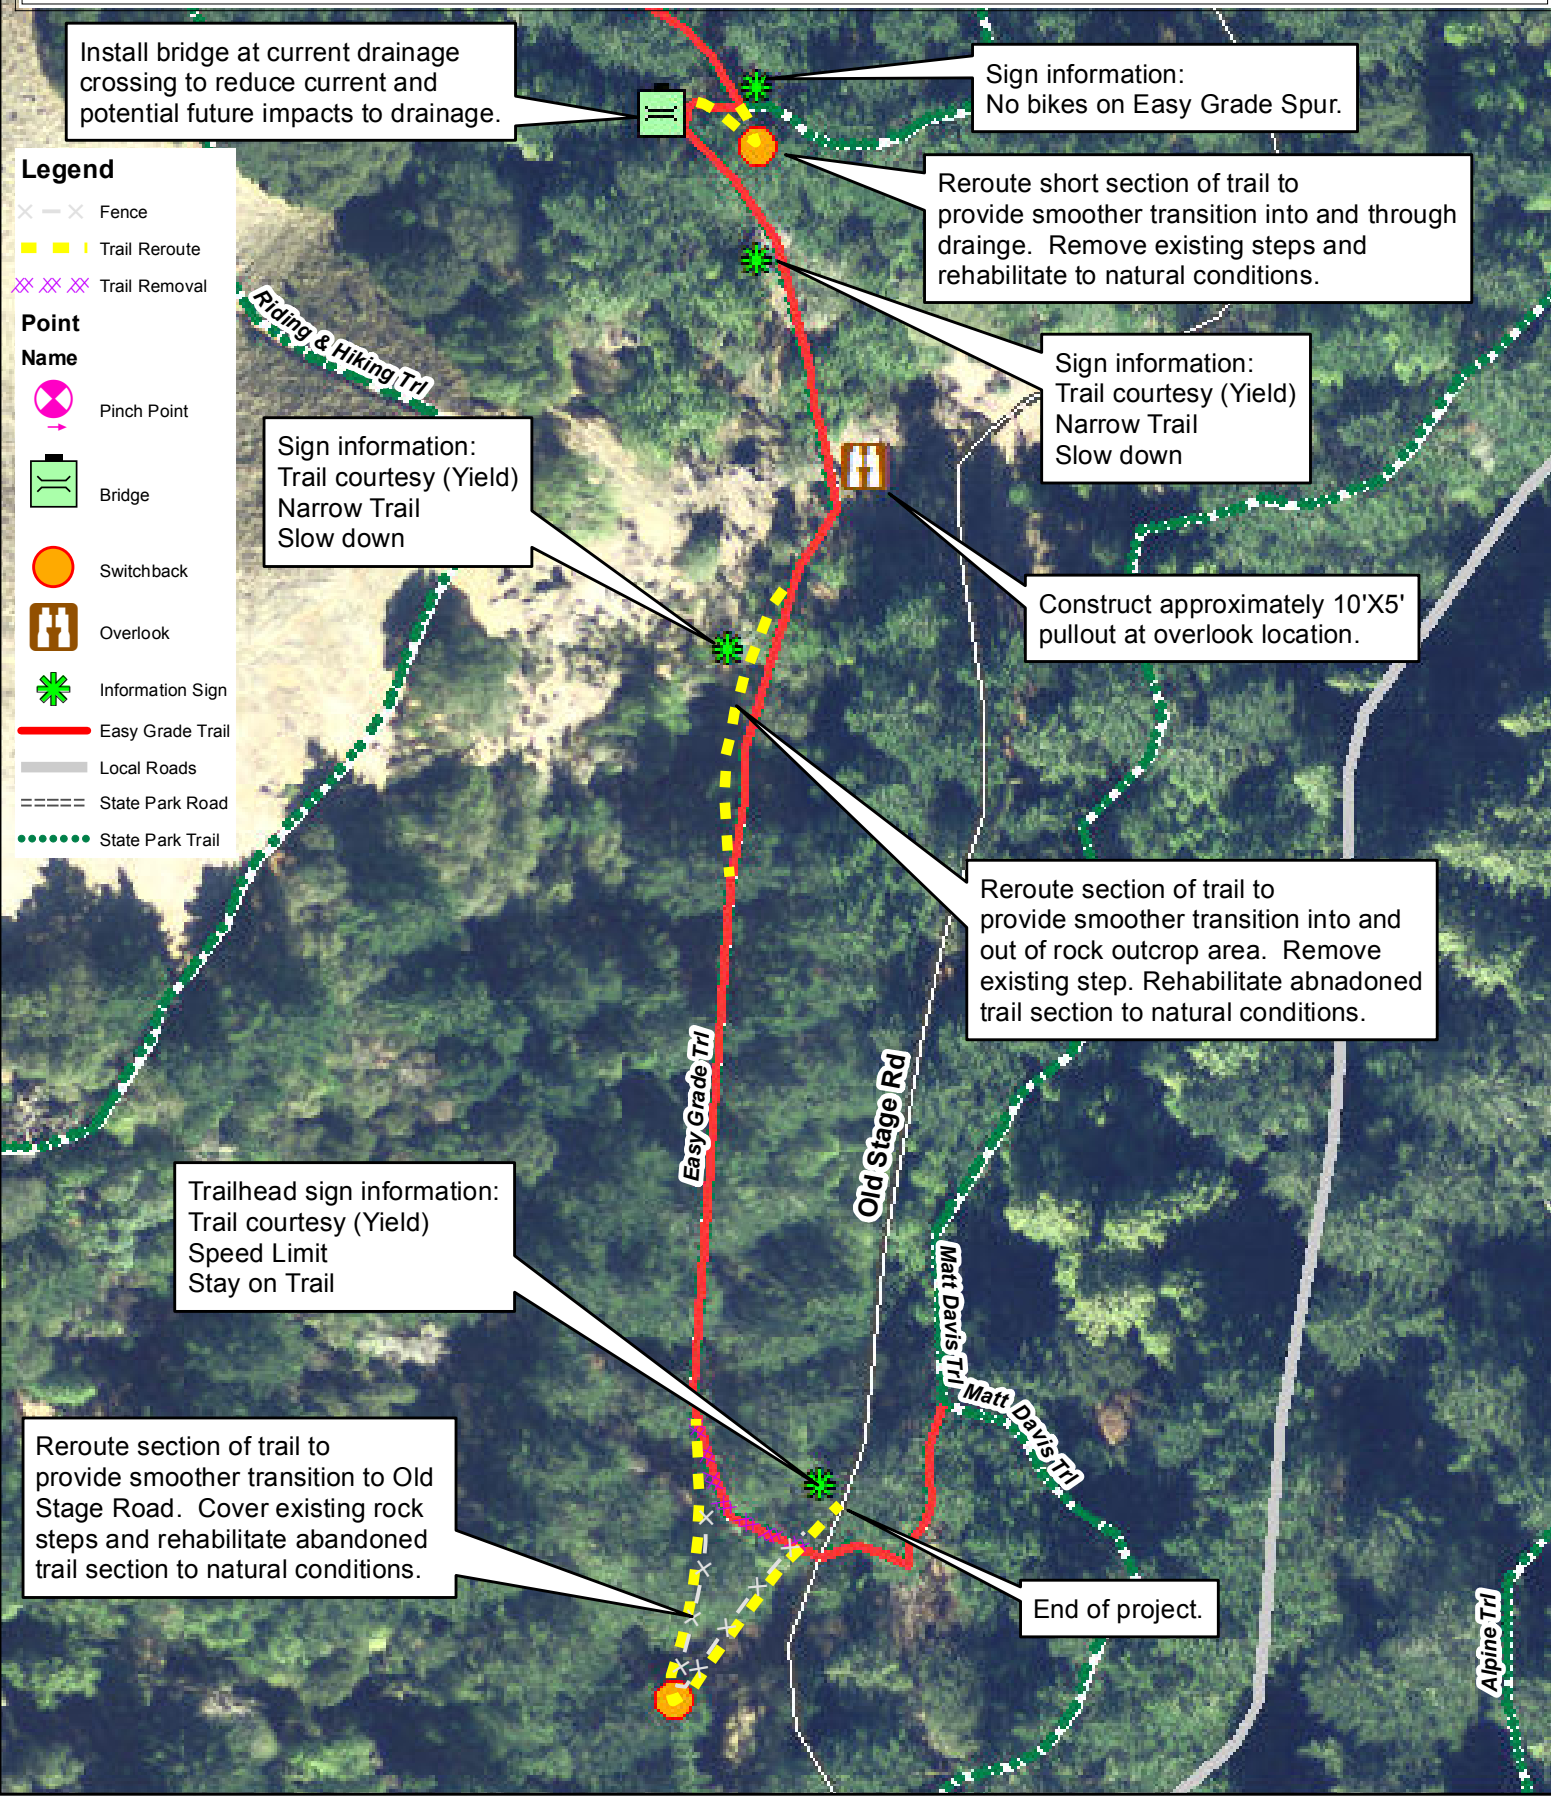 Install bridge at current drainage
crossing to reduce current and
potential future impacts to drainage.
Sign information:
No bikes on Easy Grade Spur.
Legend
Fence
Trail Reroute
Trail Removal
Point
Name
Pinch Point
Bridge
Switchback
Overlook
Information Sign
Easy Grade Trail
Local Roads
State Park Road
State Park Trail
Reroute short section of trail to
provide smoother transition into and through
drainge.  Remove existing steps and
rehabilitate to natural conditions.
Riding & Hiking Trl
Sign information:
Trail courtesy (Yield)
Narrow Trail
Slow down
Sign information:
Trail courtesy (Yield)
Narrow Trail
Slow down
Construct approximately 10'X5'
pullout at overlook location.
Reroute section of trail to
provide smoother transition into and
out of rock outcrop area.  Remove
existing step. Rehabilitate abnadoned
trail section to natural conditions.
Easy Grade Trl
Old Stage Rd
Trailhead sign information:
Trail courtesy (Yield)
Speed Limit
Stay on Trail
Matt Davis Trl
Matt Davis Trl
Reroute section of trail to
provide smoother transition to Old
Stage Road.  Cover existing rock
steps and rehabilitate abandoned
trail section to natural conditions.
End of project.
Alpine Trl